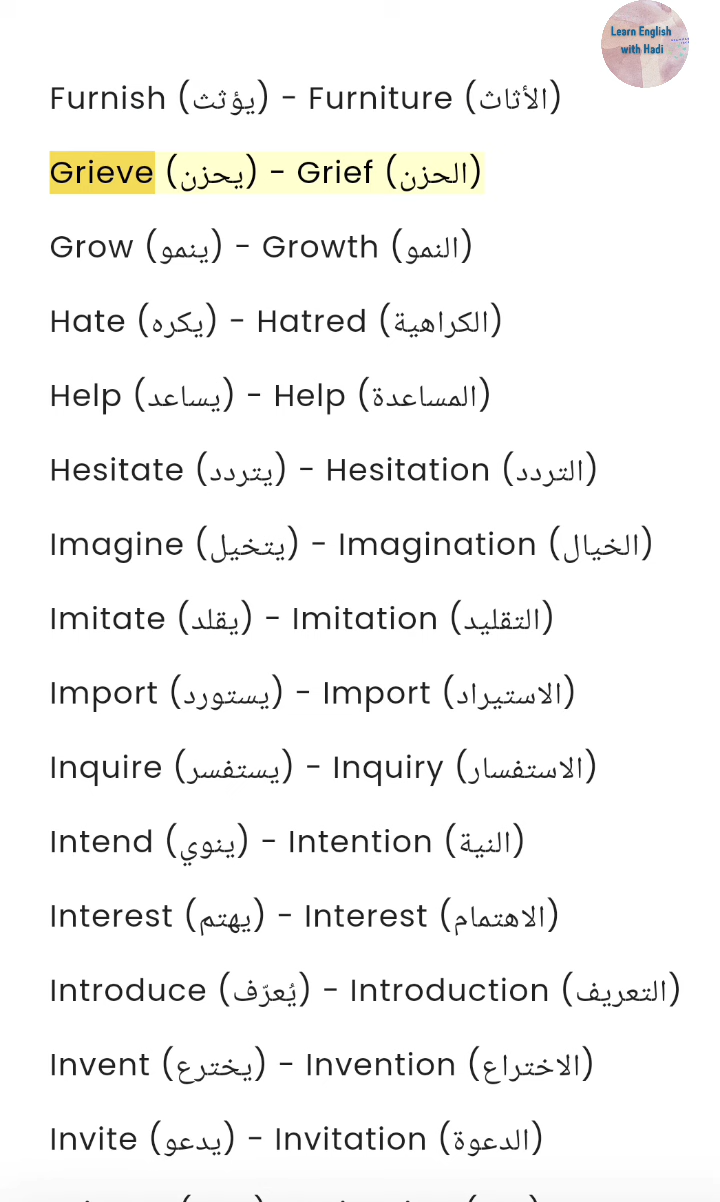 Learn English
with Hadi
Furnish (يؤثث) - Furniture (الأثاث)
Grieve (يحزن) - Grief (الحزن)
Grow (ينمو) - Growth (النمو)
Hate (يكره) - Hatred (الكراهية)
Help (يساعد) - Help (المساعدة)
Hesitate (يتردد) - Hesitation (التردد)
Imagine (يتخيل) - Imagination (الخيال)
Imitate (يقلد) - Imitation (التقليد)
Import (يستورد) - Import (الاستيراد)
Inquire (يستفسر) - Inquiry (الاستفسار)
Intend (ينوي) - Intention (النية)
Interest (يهتم) - Interest (الاهتمام)
Introduce (يُعرّف) - Introduction (التعريف)
Invent (يخترع) - Invention (الاختراع)
Invite (يدعو) - Invitation (الدعوة)